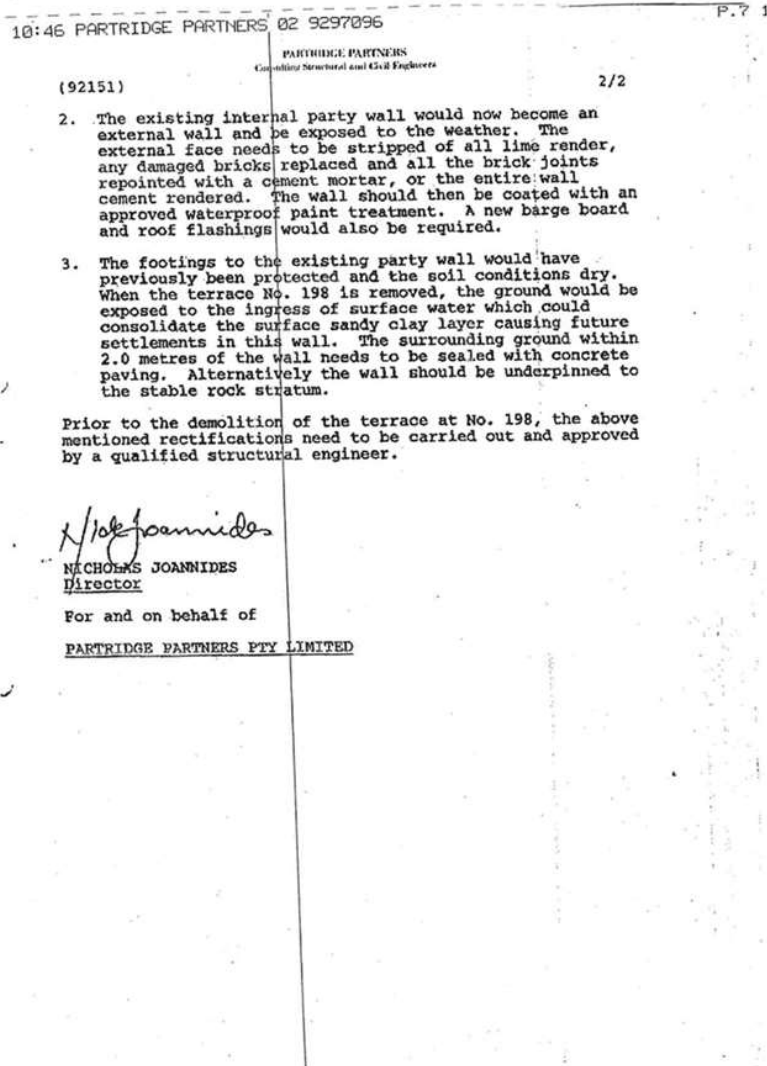 10:46 PARTRIDGE PARTNERS 02 9297096
P.7 1
PARTRIDGE PARTNERS
Consulting Structural and Civil Engineers
(92151)
2/2
2. The existing internal party wall would now become an
external wall and be exposed to the weather. The
external face needs to be stripped of all lime render,
any damaged bricks replaced and all the brick joints
repointed with a cement mortar, or the entire wall
cement rendered. The wall should then be coated with an
approved waterproof paint treatment. A new barge board
and roof flashings would also be required.
3. The footings to the existing party wall would have
previously been protected and the soil conditions dry.
When the terrace No. 198 is removed, the ground would be
exposed to the ingress of surface water which could
consolidate the surface sandy clay layer causing future
settlements in this wall. The surrounding ground within
2.0 metres of the wall needs to be sealed with concrete
paving. Alternatively the wall should be underpinned to
the stable rock stratum.
Prior to the demolition of the terrace at No. 198, the above
mentioned rectifications need to be carried out and approved
by a qualified structural engineer.
Nick Joannides
NICHOLAS JOANNIDES
Director
For and on behalf of
PARTRIDGE PARTNERS PTY LIMITED